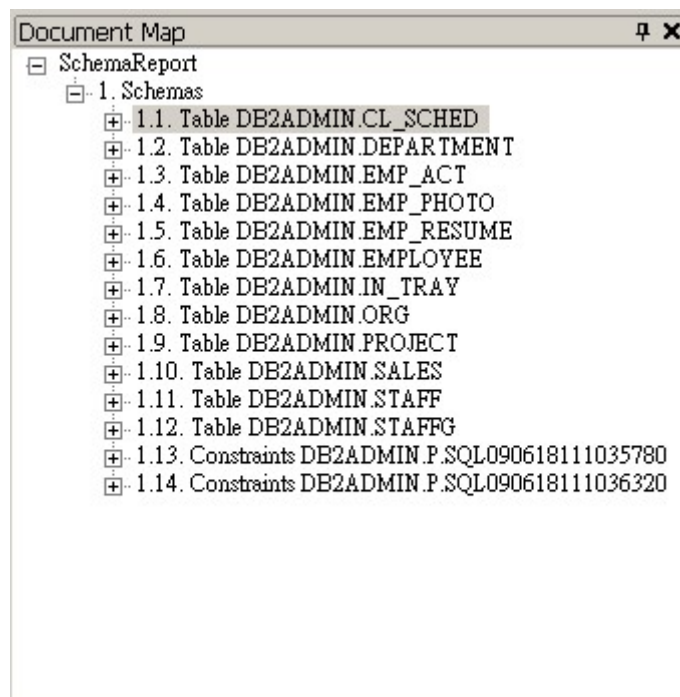 Document Map
SchemaReport
1. Schemas
1.1. Table DB2ADMIN.CL_SCHED
1.2. Table DB2ADMIN.DEPARTMENT
1.3. Table DB2ADMIN.EMP_ACT
1.4. Table DB2ADMIN.EMP_PHOTO
1.5. Table DB2ADMIN.EMP_RESUME
1.6. Table DB2ADMIN.EMPLOYEE
1.7. Table DB2ADMIN.IN_TRAY
1.8. Table DB2ADMIN.ORG
1.9. Table DB2ADMIN.PROJECT
1.10. Table DB2ADMIN.SALES
1.11. Table DB2ADMIN.STAFF
1.12. Table DB2ADMIN.STAFFG
1.13. Constraints DB2ADMIN.P.SQL090618111035780
1.14. Constraints DB2ADMIN.P.SQL090618111036320